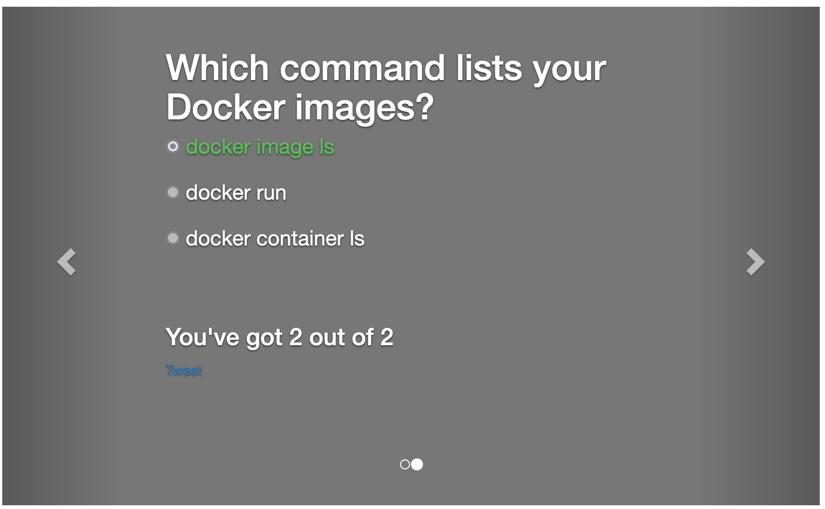 Which command lists your
Docker images?
docker image ls
docker run
docker container ls
You've got 2 out of 2
Tweet